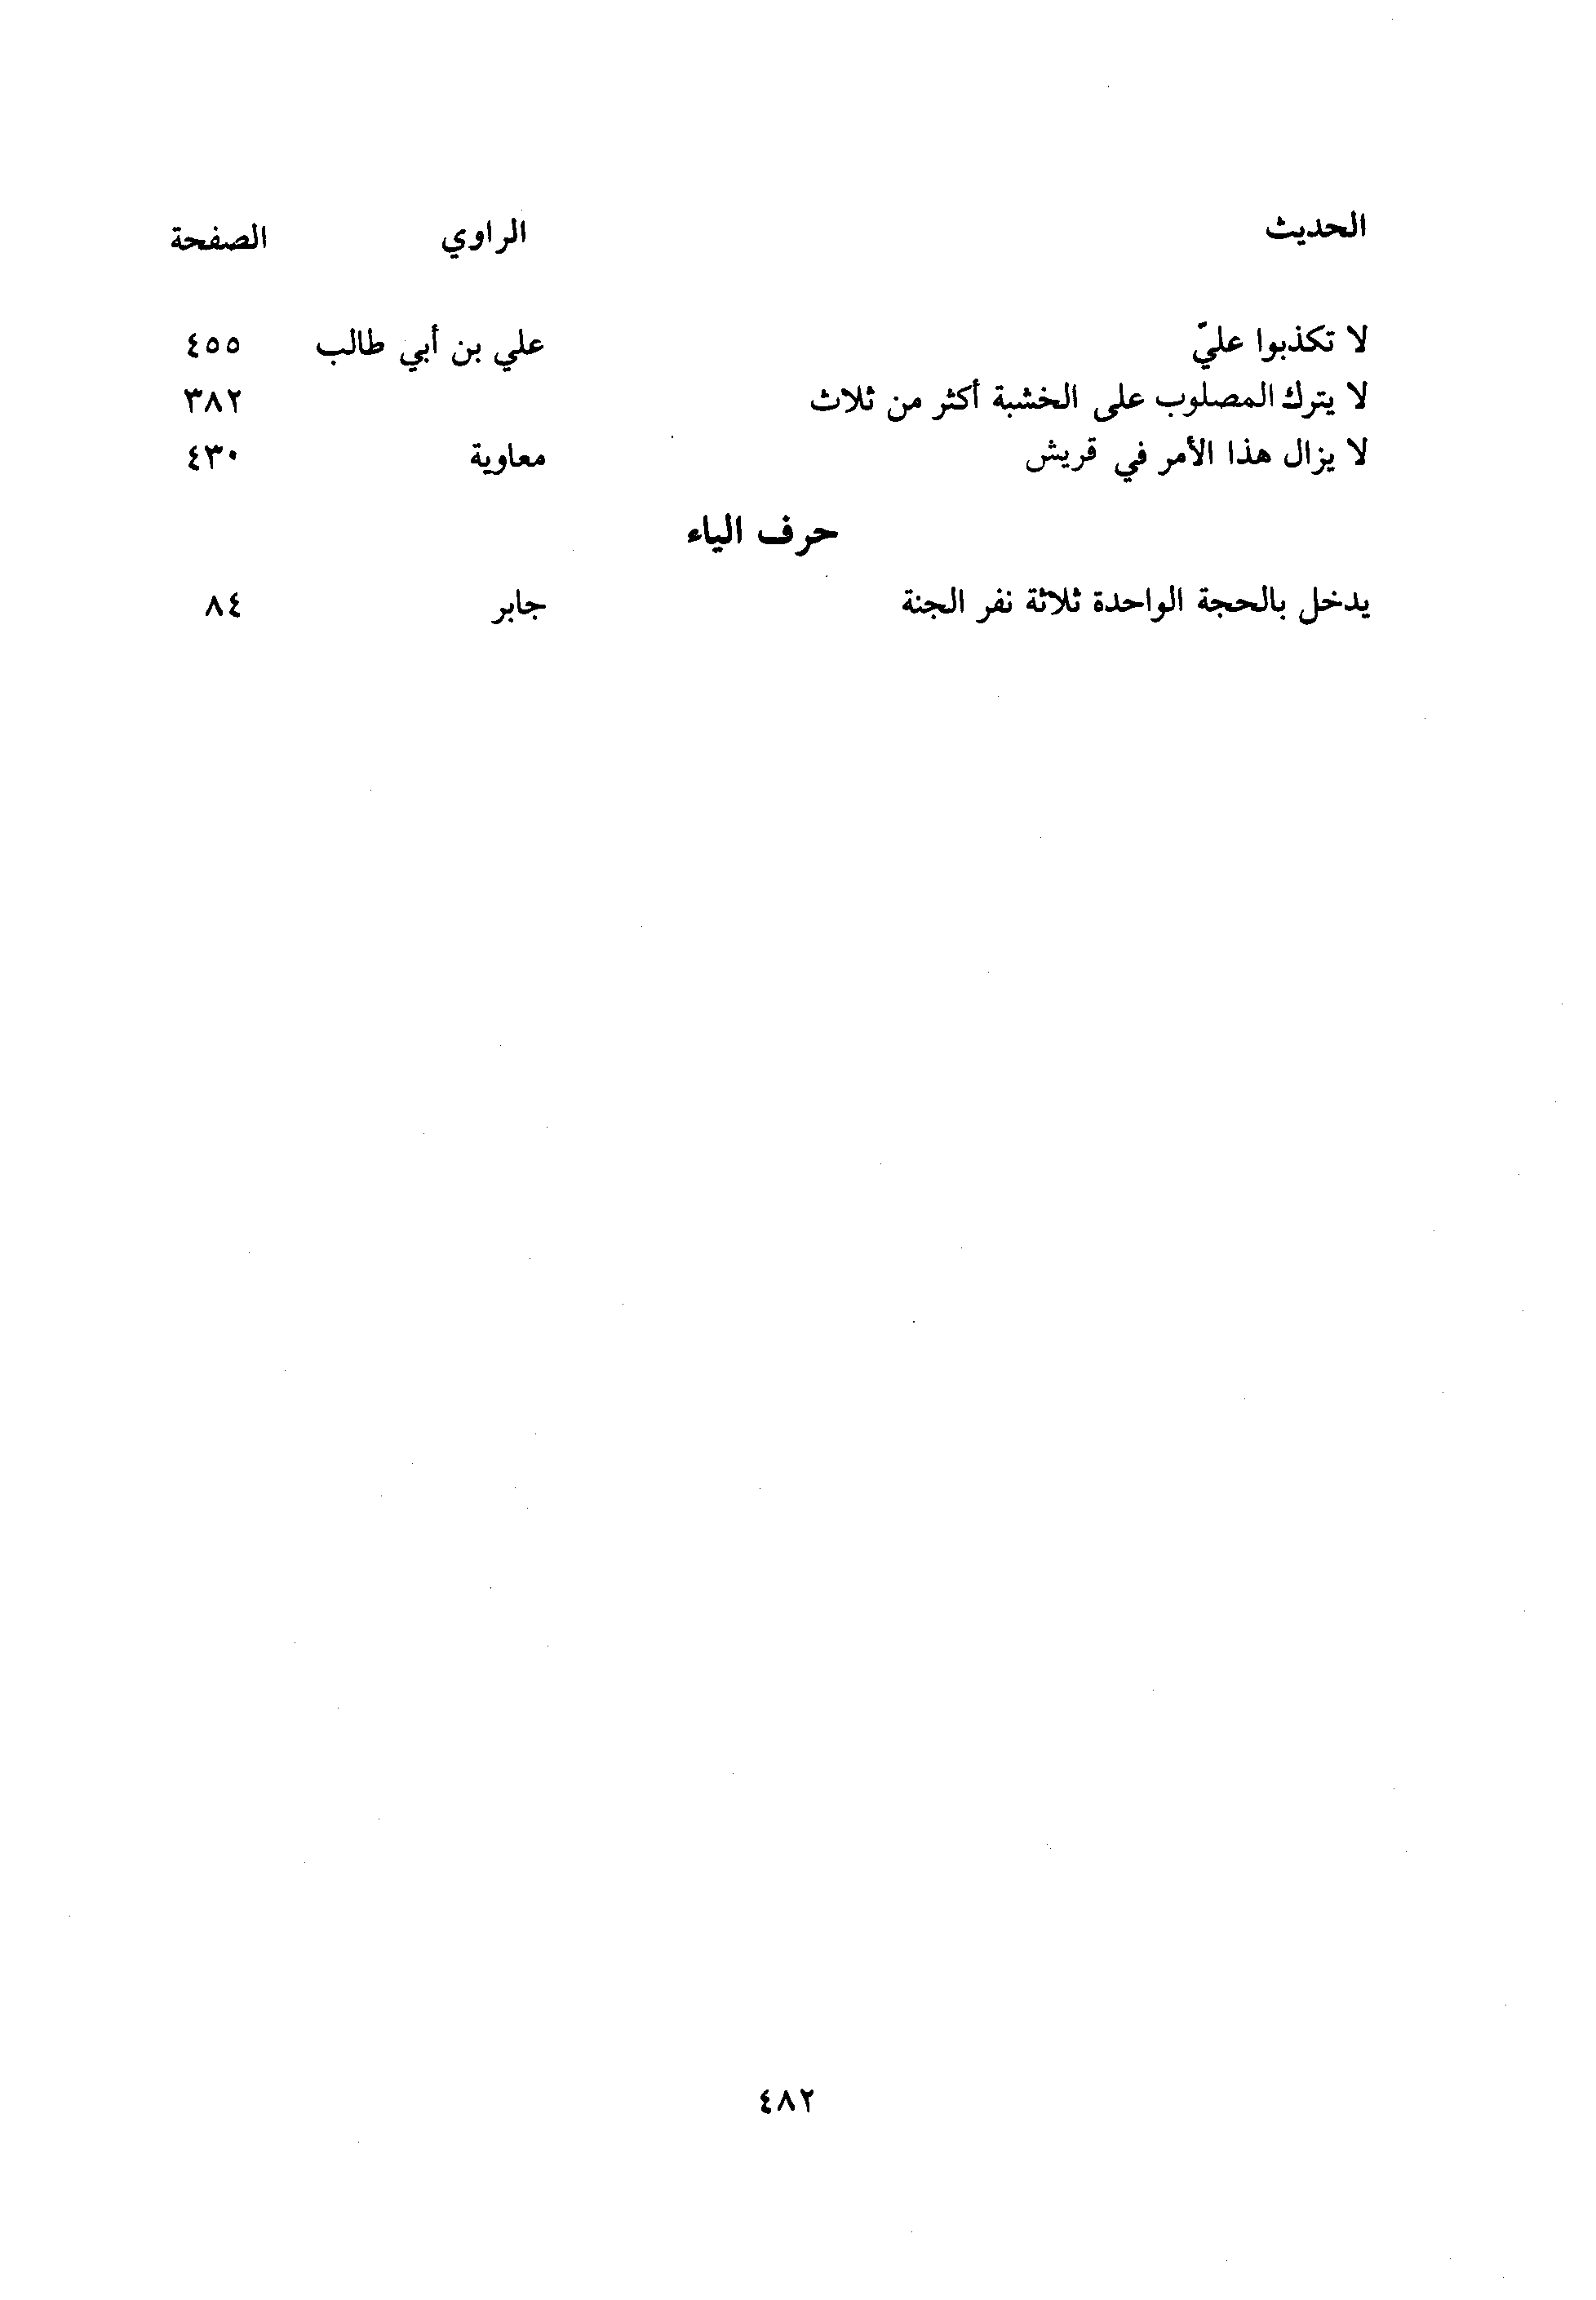 الحديث الراوي الصفحة
لا تكذبوا عليّ علي بن أبي طالب ٤٥٥
لا يترك المصلوب على الخشبة أكثر من ثلاث ٣٨٢
لا يزال هذا الأمر في قريش معاوية ٤٣٠
حرف الياء
يدخل بالحجة الواحدة ثلاثة نفر الجنة جابر ٨٤
٤٨٢